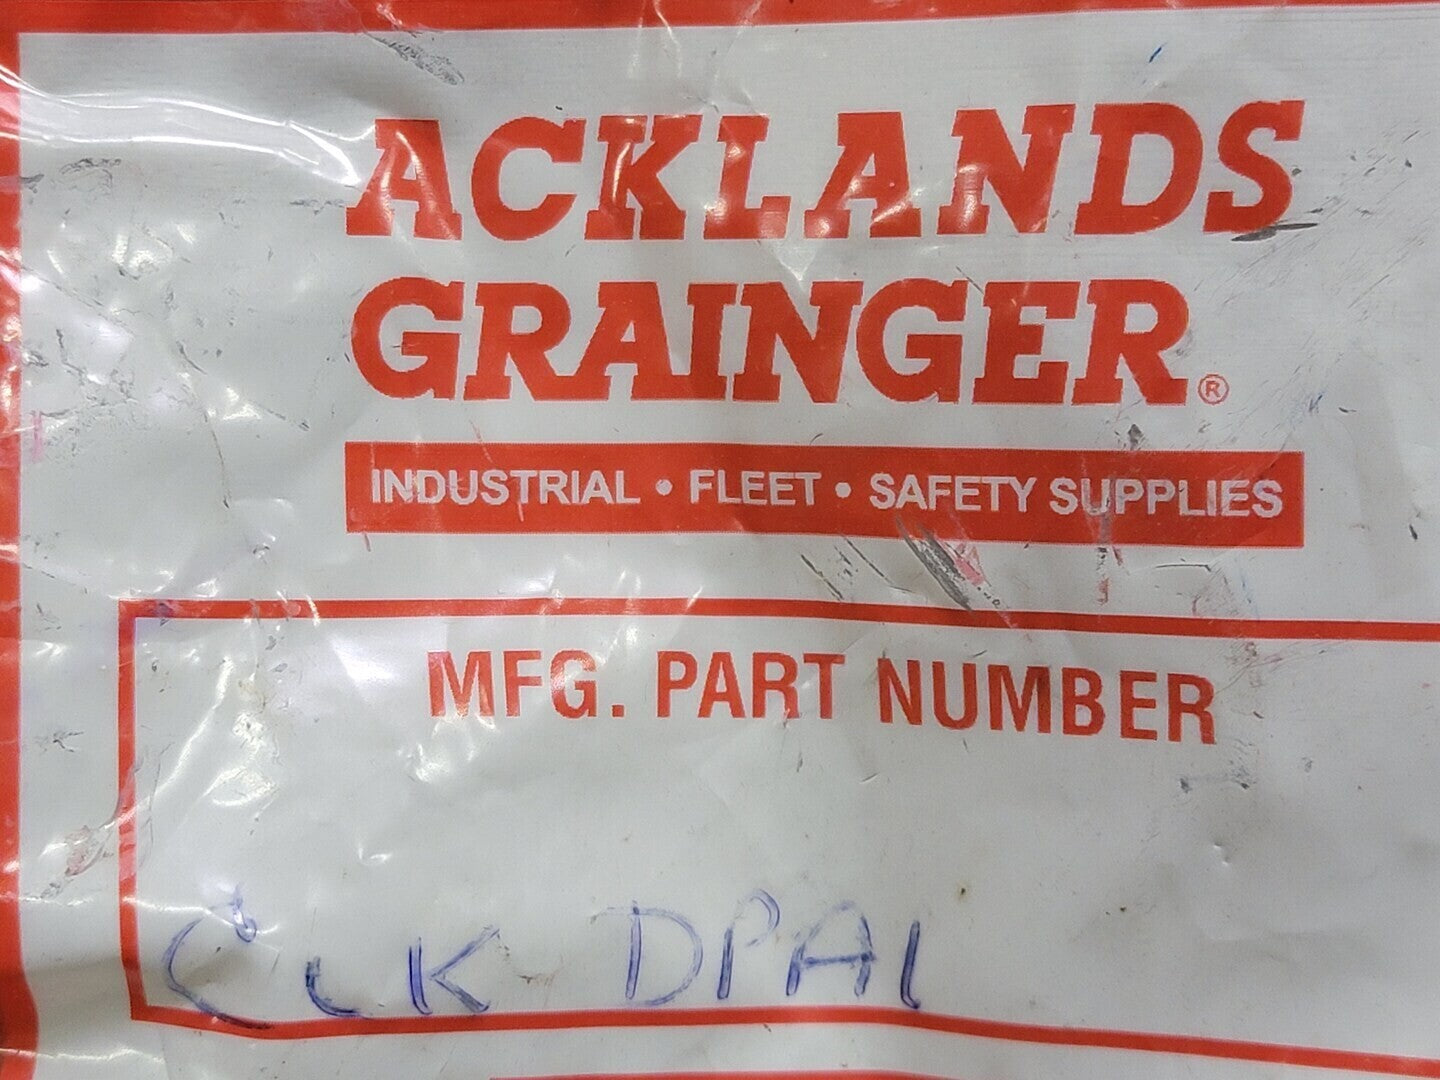 ACKLANDS
GRAINGER®
INDUSTRIAL • FLEET • SAFETY SUPPLIES
MFG. PART NUMBER
CLK DPAL